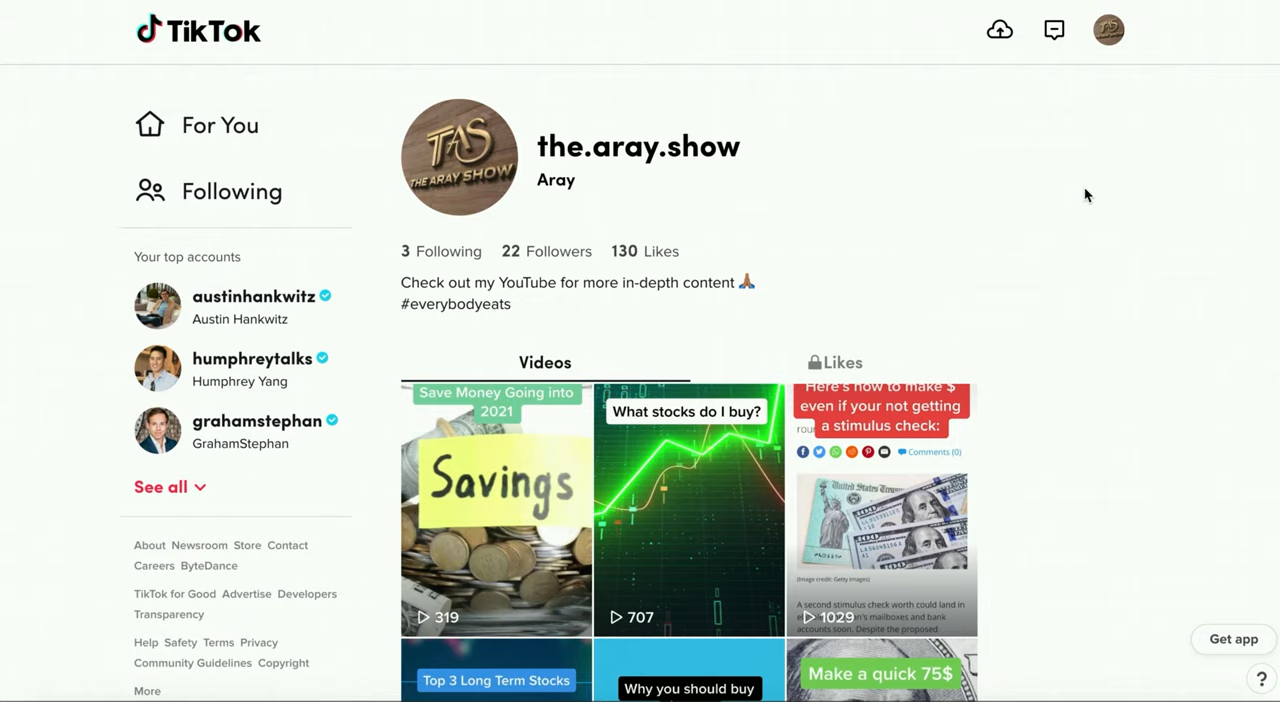 TikTok
TAS
For You
Following
Your top accounts
austinhankwitz
Austin Hankwitz
humphreytalks
Humphrey Yang
grahamstephan
GrahamStephan
See all
About Newsroom Store Contact
Careers ByteDance
TikTok for Good Advertise Developers
Transparency
Help Safety Terms Privacy
Community Guidelines Copyright
More
TAS
THE ARAY SHOW
the.aray.show
Aray
3 Following 22 Followers 130 Likes
Check out my YouTube for more in-depth content 🙏🏽
#everybodyeats
Videos
Likes
Save Money Going into
2021
Savings
319
What stocks do I buy?
707
Here's how to make $
even if your not getting
a stimulus check:
Comments (0)
United States Treasury
100
100
(Image credit: Getty Images)
A second stimulus check worth could land in
mailboxes and bank
accounts soon. Despite the proposed
1029
Top 3 Long Term Stocks
Why you should buy
Make a quick 75$
Get app
?